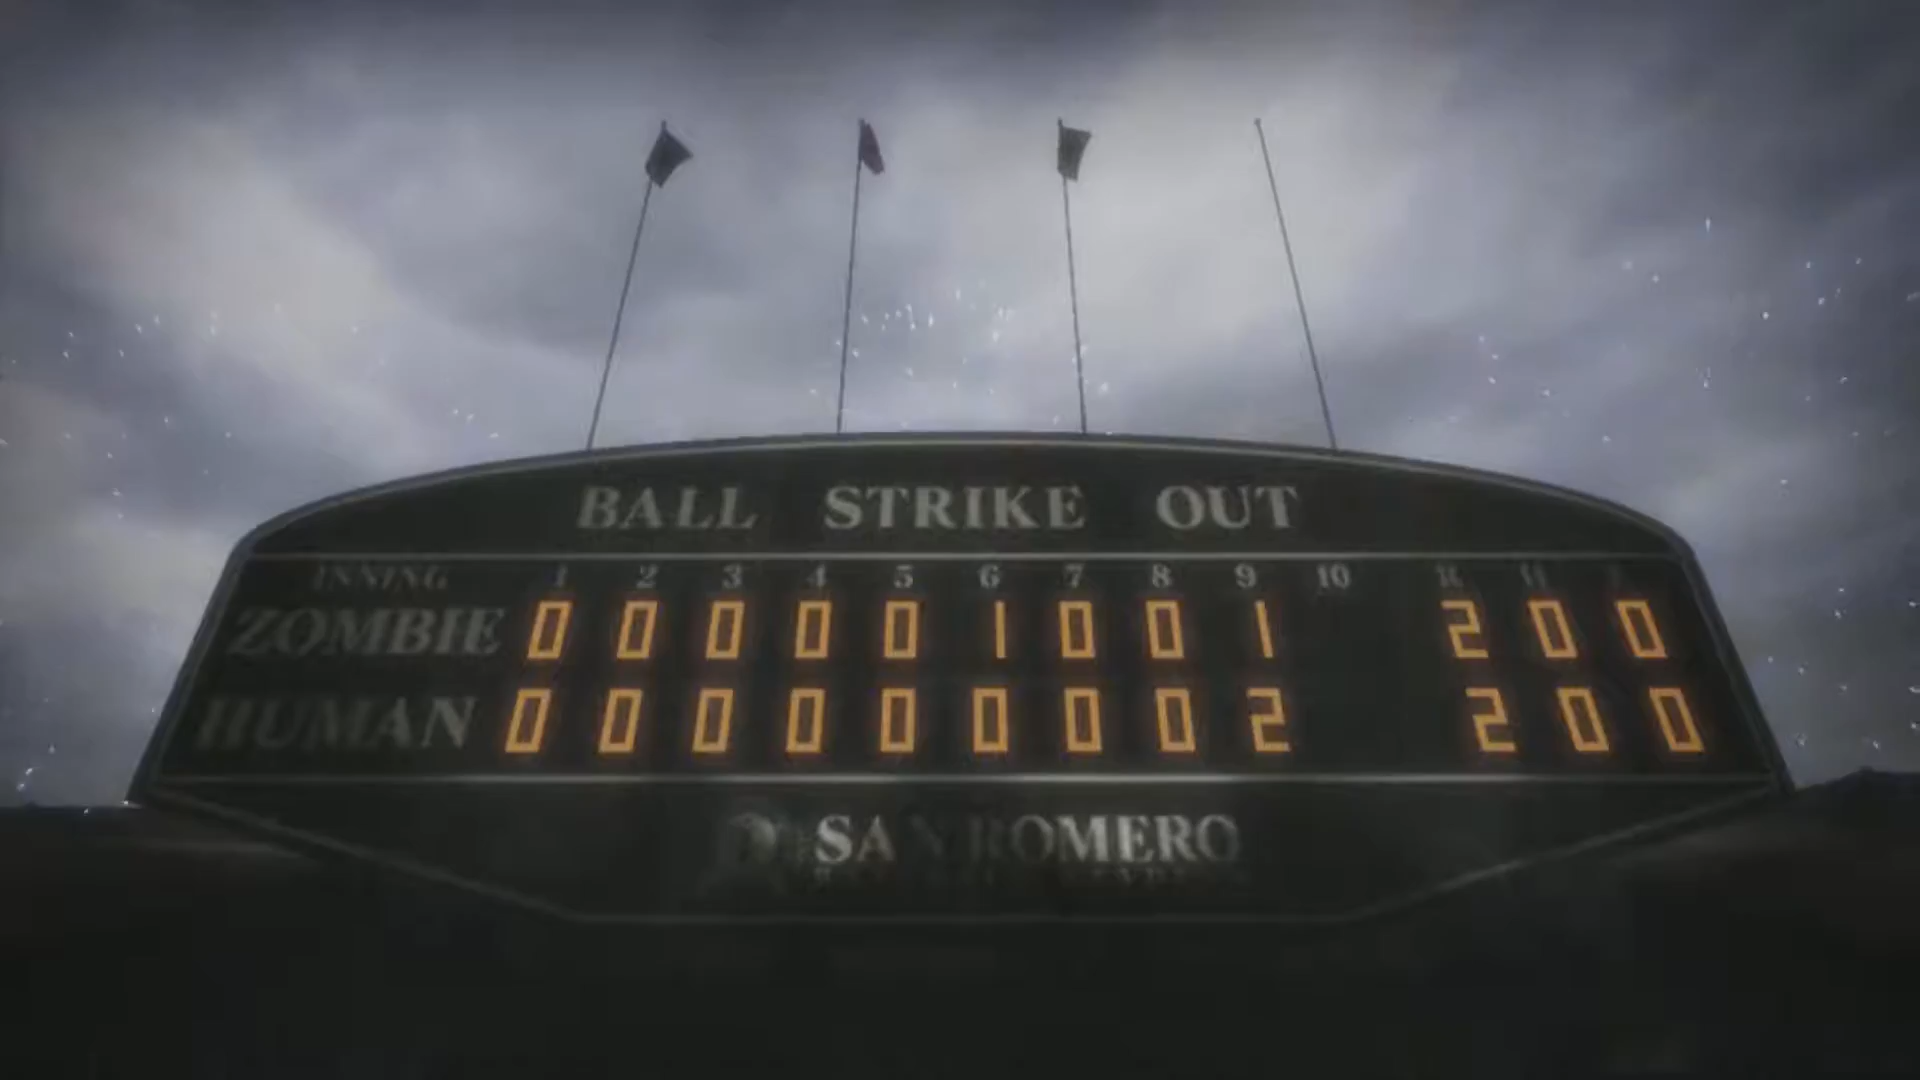 BALL STRIKE OUT
INNING 1 2 3 4 5 6 7 8 9 10
ZOMBIE 0 0 0 0 0 1 0 0 1 2 0 0
HUMAN 0 0 0 0 0 0 0 0 2 2 0 0
SAN ROMERO